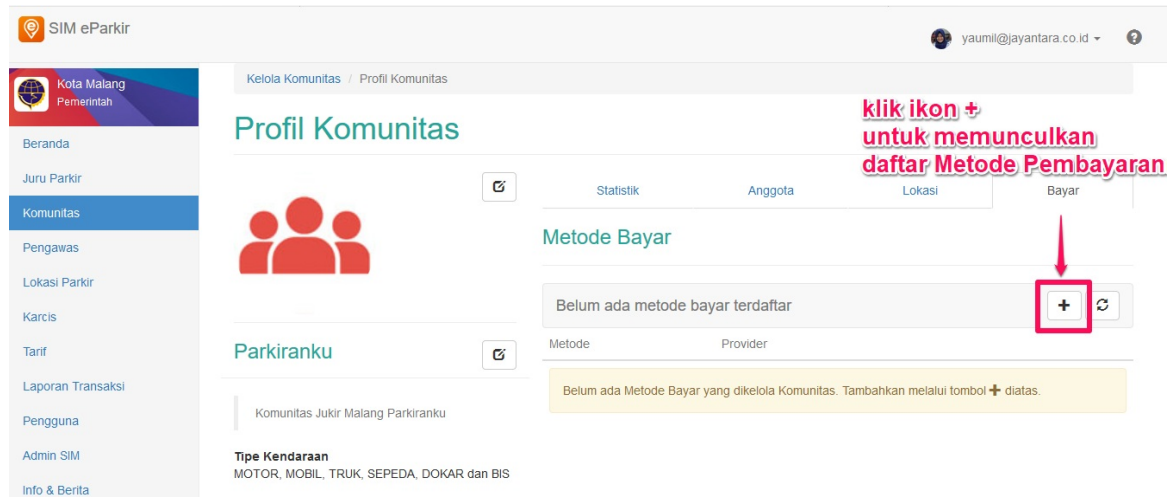 SIM eParkir
yaumil@jayantara.co.id
Kota Malang
Pemerintah
Beranda
Juru Parkir
Komunitas
Pengawas
Lokasi Parkir
Karcis
Tarif
Laporan Transaksi
Pengguna
Admin SIM
Info & Berita
Kelola Komunitas / Profil Komunitas
Profil Komunitas
klik ikon +
untuk memunculkan
daftar Metode Pembayaran
Statistik Anggota Lokasi Bayar
Metode Bayar
Belum ada metode bayar terdaftar
Metode Provider
Belum ada Metode Bayar yang dikelola Komunitas. Tambahkan melalui tombol + diatas.
Parkiranku
Komunitas Jukir Malang Parkiranku
Tipe Kendaraan
MOTOR, MOBIL, TRUK, SEPEDA, DOKAR dan BIS